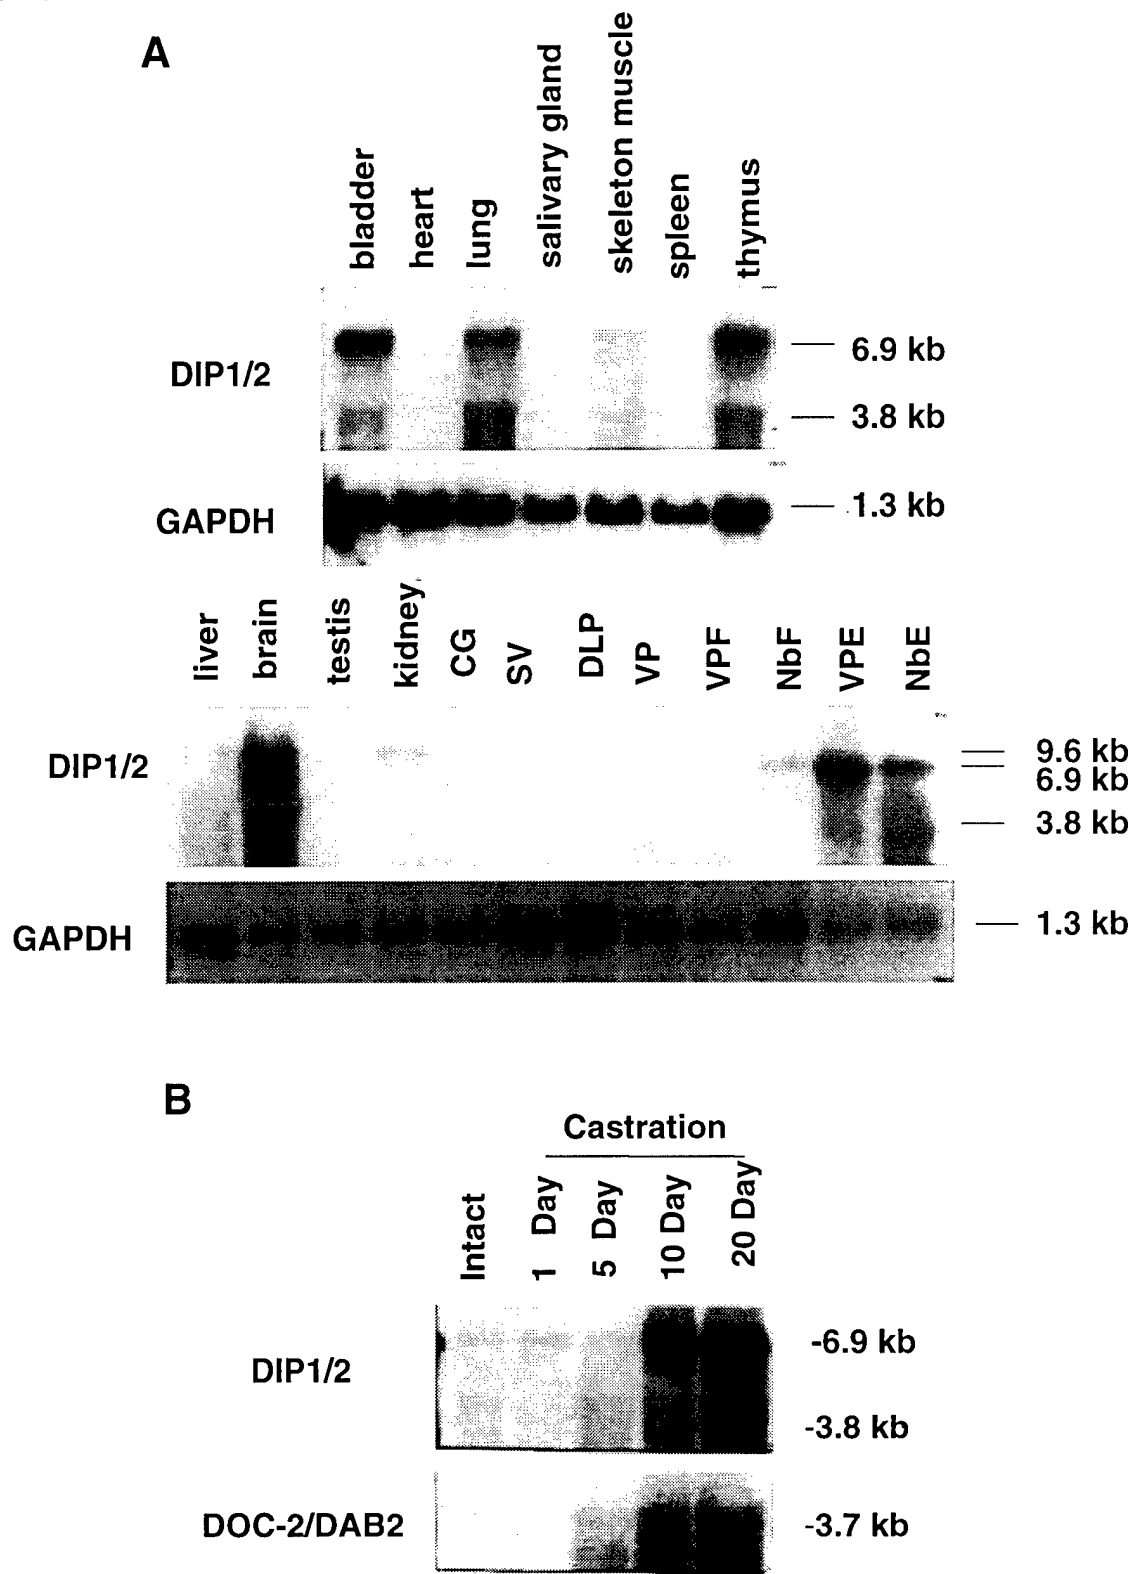 A
bladder
heart
lung
salivary gland
skeleton muscle
spleen
thymus
DIP1/2
6.9 kb
3.8 kb
GAPDH
1.3 kb
liver
brain
testis
kidney
CG
SV
DLP
VP
VPF
NbF
VPE
NbE
DIP1/2
9.6 kb
6.9 kb
3.8 kb
GAPDH
1.3 kb
B
Castration
Intact
1 Day
5 Day
10 Day
20 Day
DIP1/2
-6.9 kb
-3.8 kb
DOC-2/DAB2
-3.7 kb